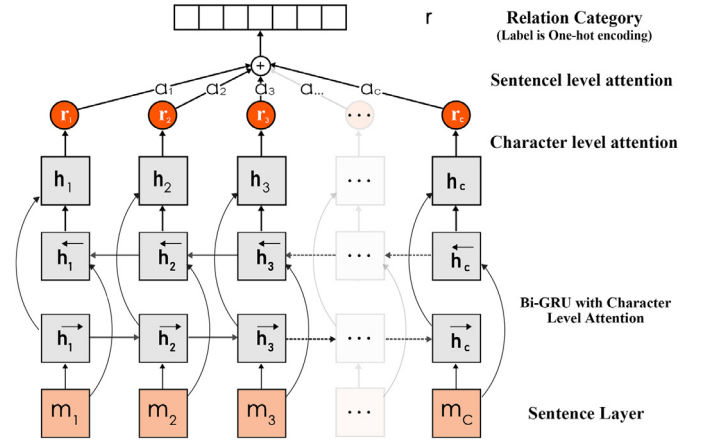 r
Relation Category
(Label is One-hot encoding)
Sentencel level attention
a1 a2 a3 a... ac
r1 r2 r3 ... rc
Character level attention
h1 h2 h3 ... hc
h1 h2 h3 ... hc
Bi-GRU with Character
Level Attention
h1 h2 h3 ... hc
m1 m2 m3 ... mC
Sentence Layer